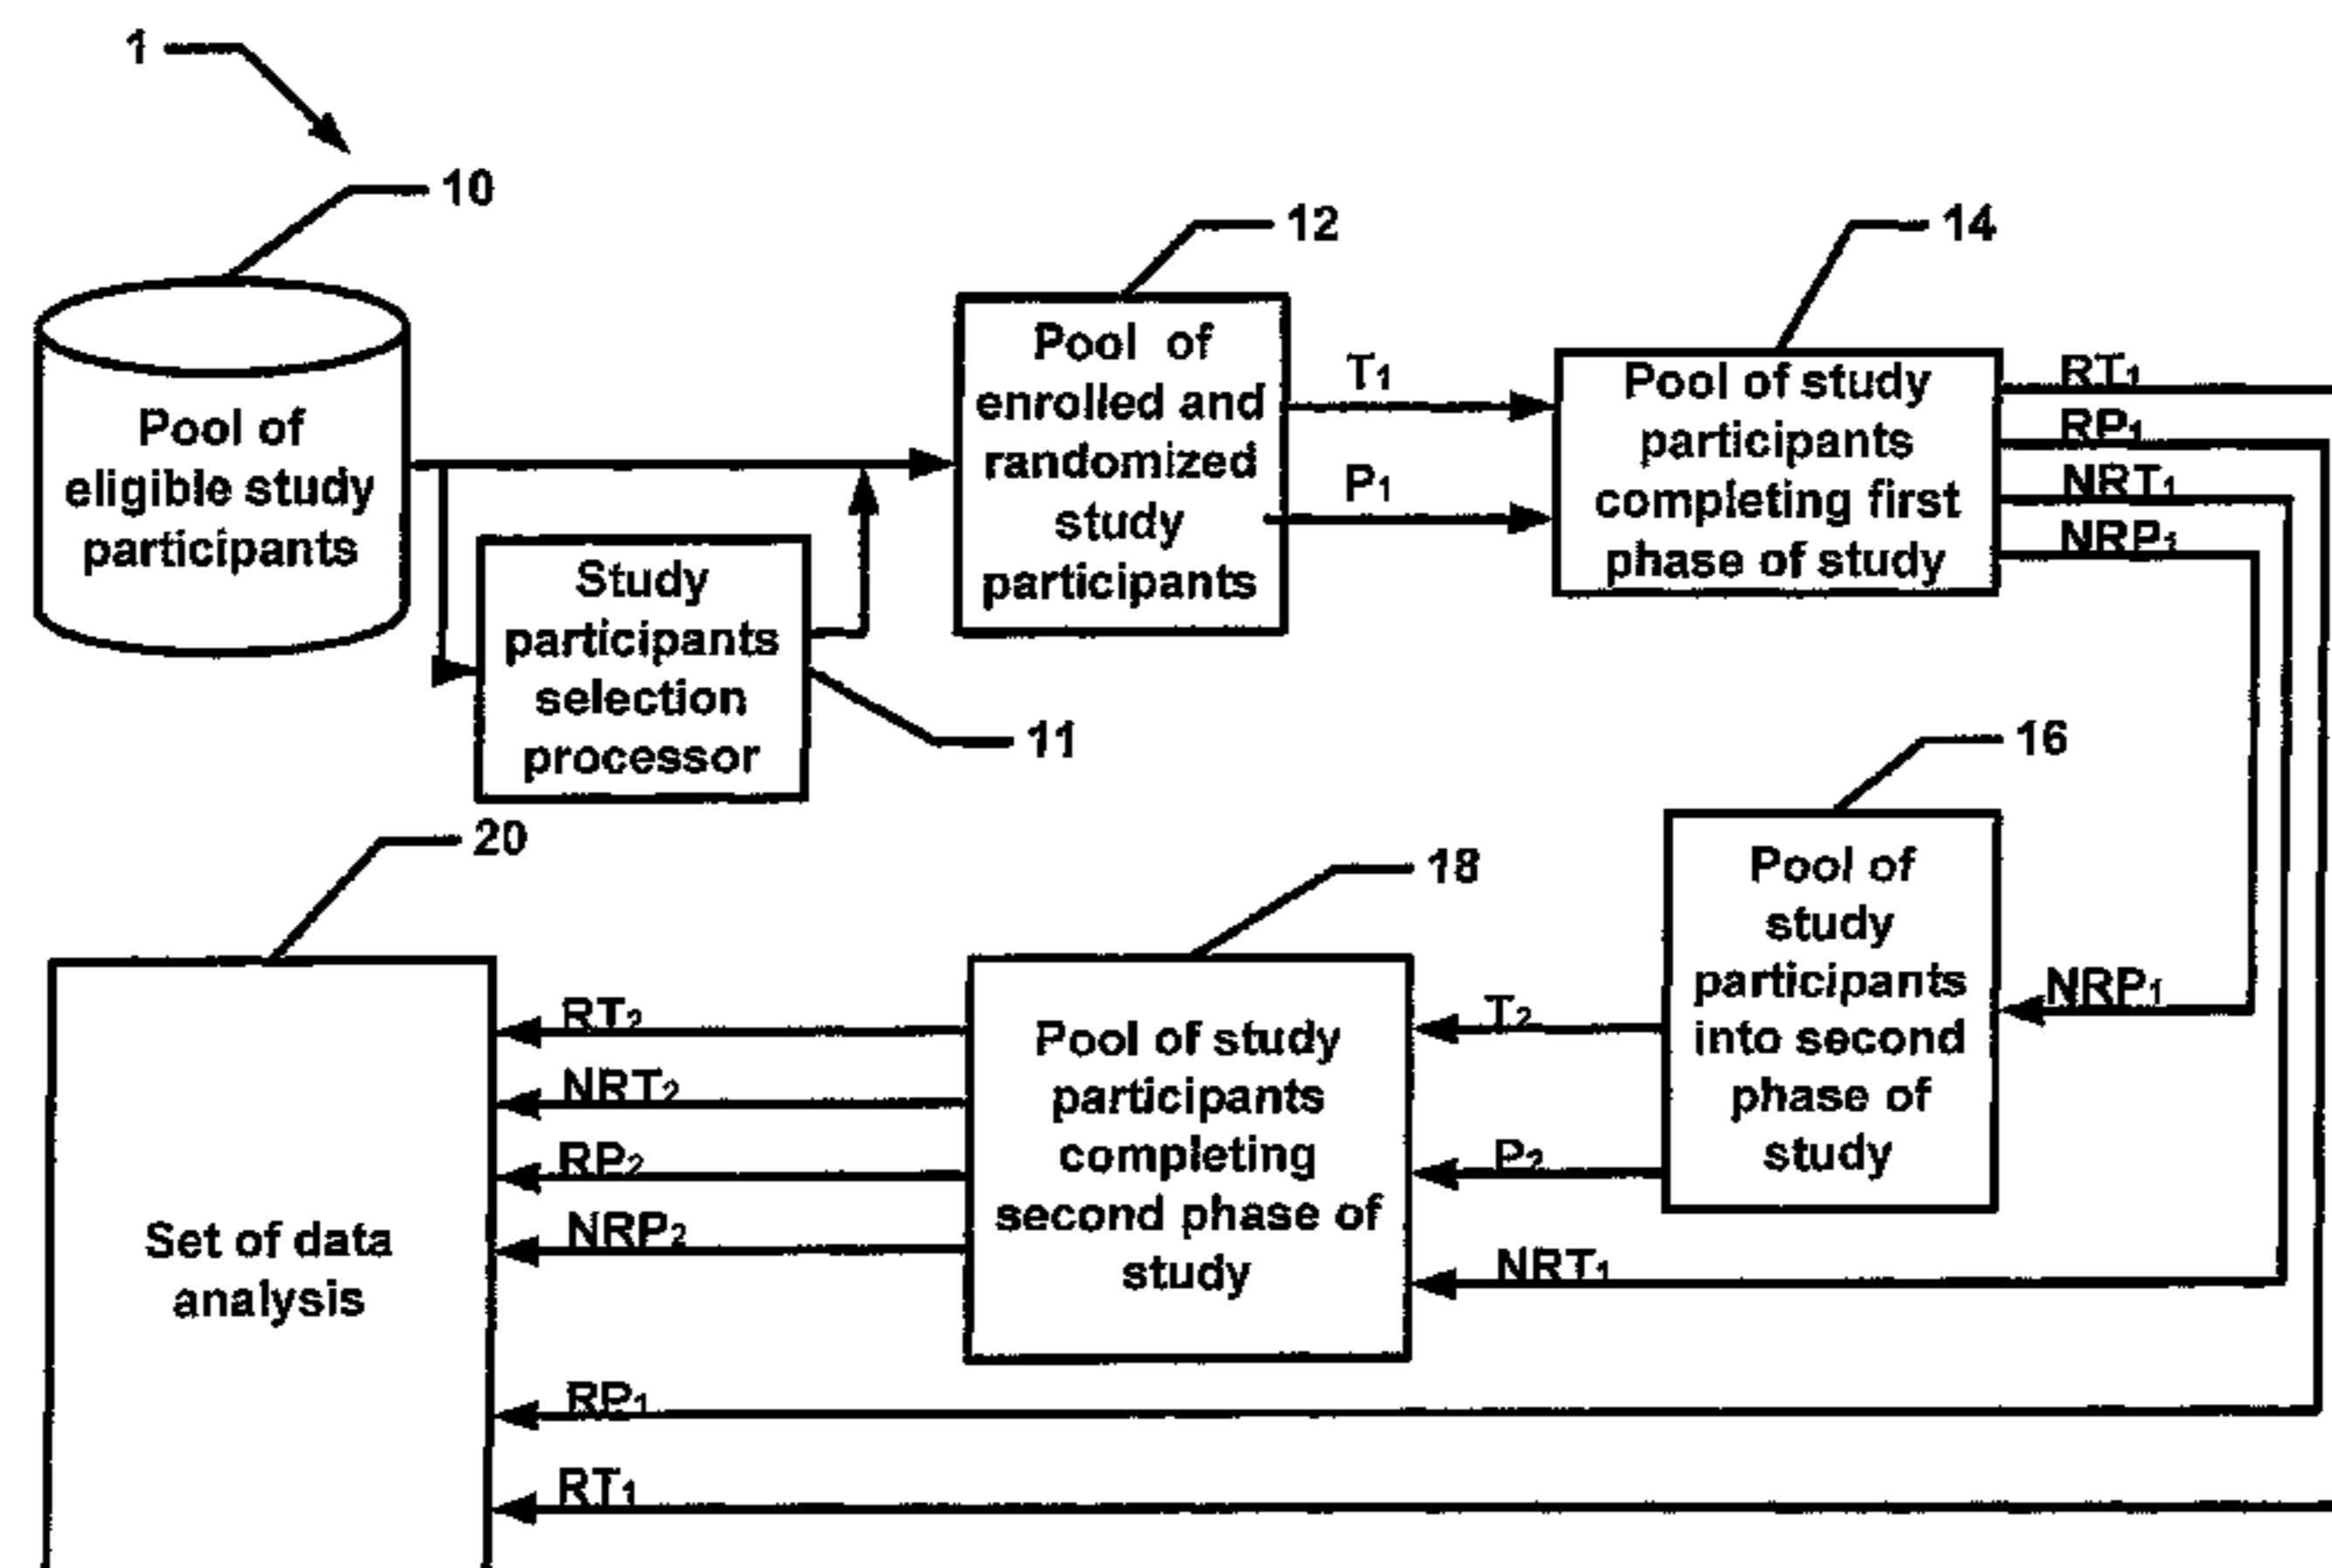 1
10
12
14
Pool of
eligible study
participants
Pool of
enrolled and
randomized
study
participants
T1
P1
Pool of study
participants
completing first
phase of study
RT1
RP1
NRT1
NRP1
Study
participants
selection
processor
11
16
20
18
Pool of
study
participants
into second
phase of
study
NRP1
T2
P2
NRT1
Pool of study
participants
completing
second phase of
study
RT2
NRT2
RP2
NRP2
RP1
RT1
Set of data
analysis